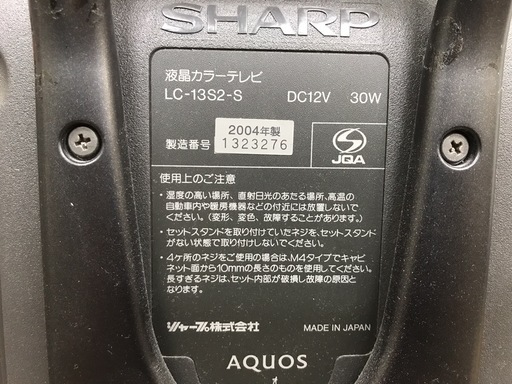 SHARP
液晶カラーテレビ
LC-13S2-S DC12V 30W
2004年製
製造番号 1323276
JQA
使用上のご注意
•湿度の高い場所、直射日光のあたる場所、高温の
自動車内や暖房機器などの付近には放置しないで
ください。(変形、変色、故障することがあります。)
•セットスタンドを取り付けていたネジを、セットスタンド
がない状態で取り付けしないでください。
•4ヶ所のネジをご使用の場合は、M4タイプでキャビ
ネット面から10mmの長さのものを使用してください。
長すぎるネジは、セット内部が破損し故障の原因と
なります。
シャープ株式会社 MADE IN JAPAN
AQUOS